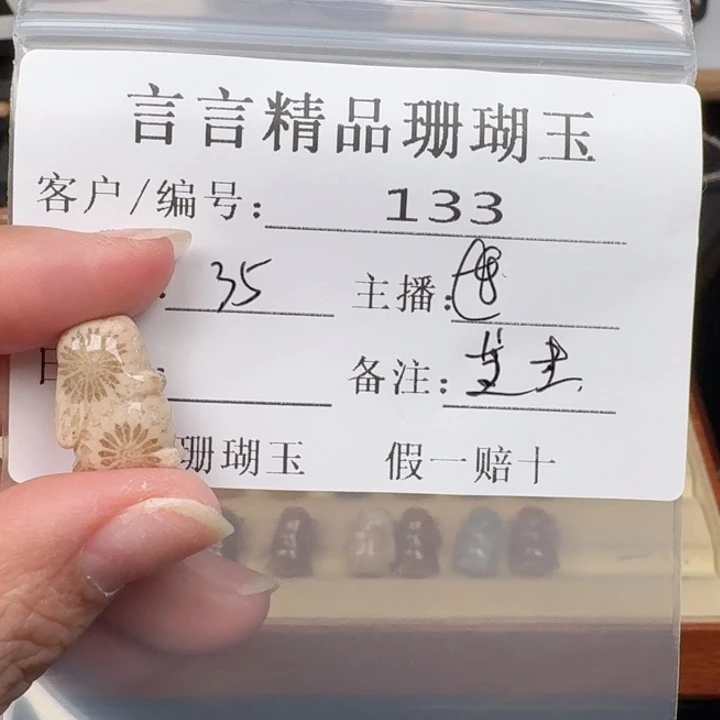 言言精品珊瑚玉
客户/编号: 133
35 主播:
日 备注:
珊瑚玉 假一赔十